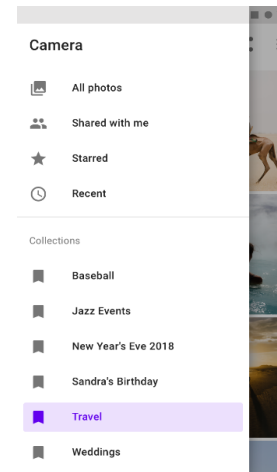 Camera
All photos
Shared with me
Starred
Recent
Collections
Baseball
Jazz Events
New Year's Eve 2018
Sandra's Birthday
Travel
Weddings